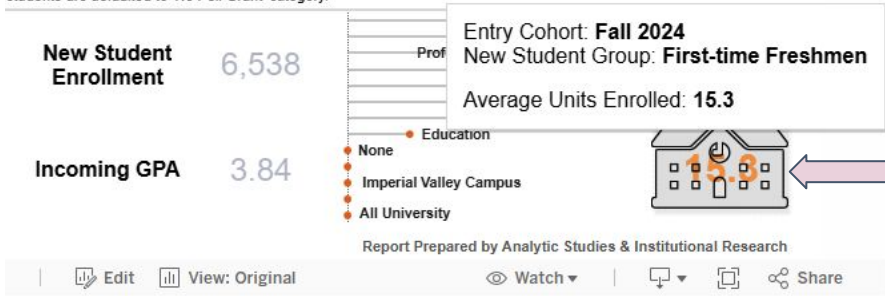 New Student
Enrollment
6,538
Incoming GPA
3.84
Education
None
Imperial Valley Campus
All University
Entry Cohort: Fall 2024
New Student Group: First-time Freshmen
Average Units Enrolled: 15.3
15.3
Report Prepared by Analytic Studies & Institutional Research
Edit
View: Original
Watch
Share